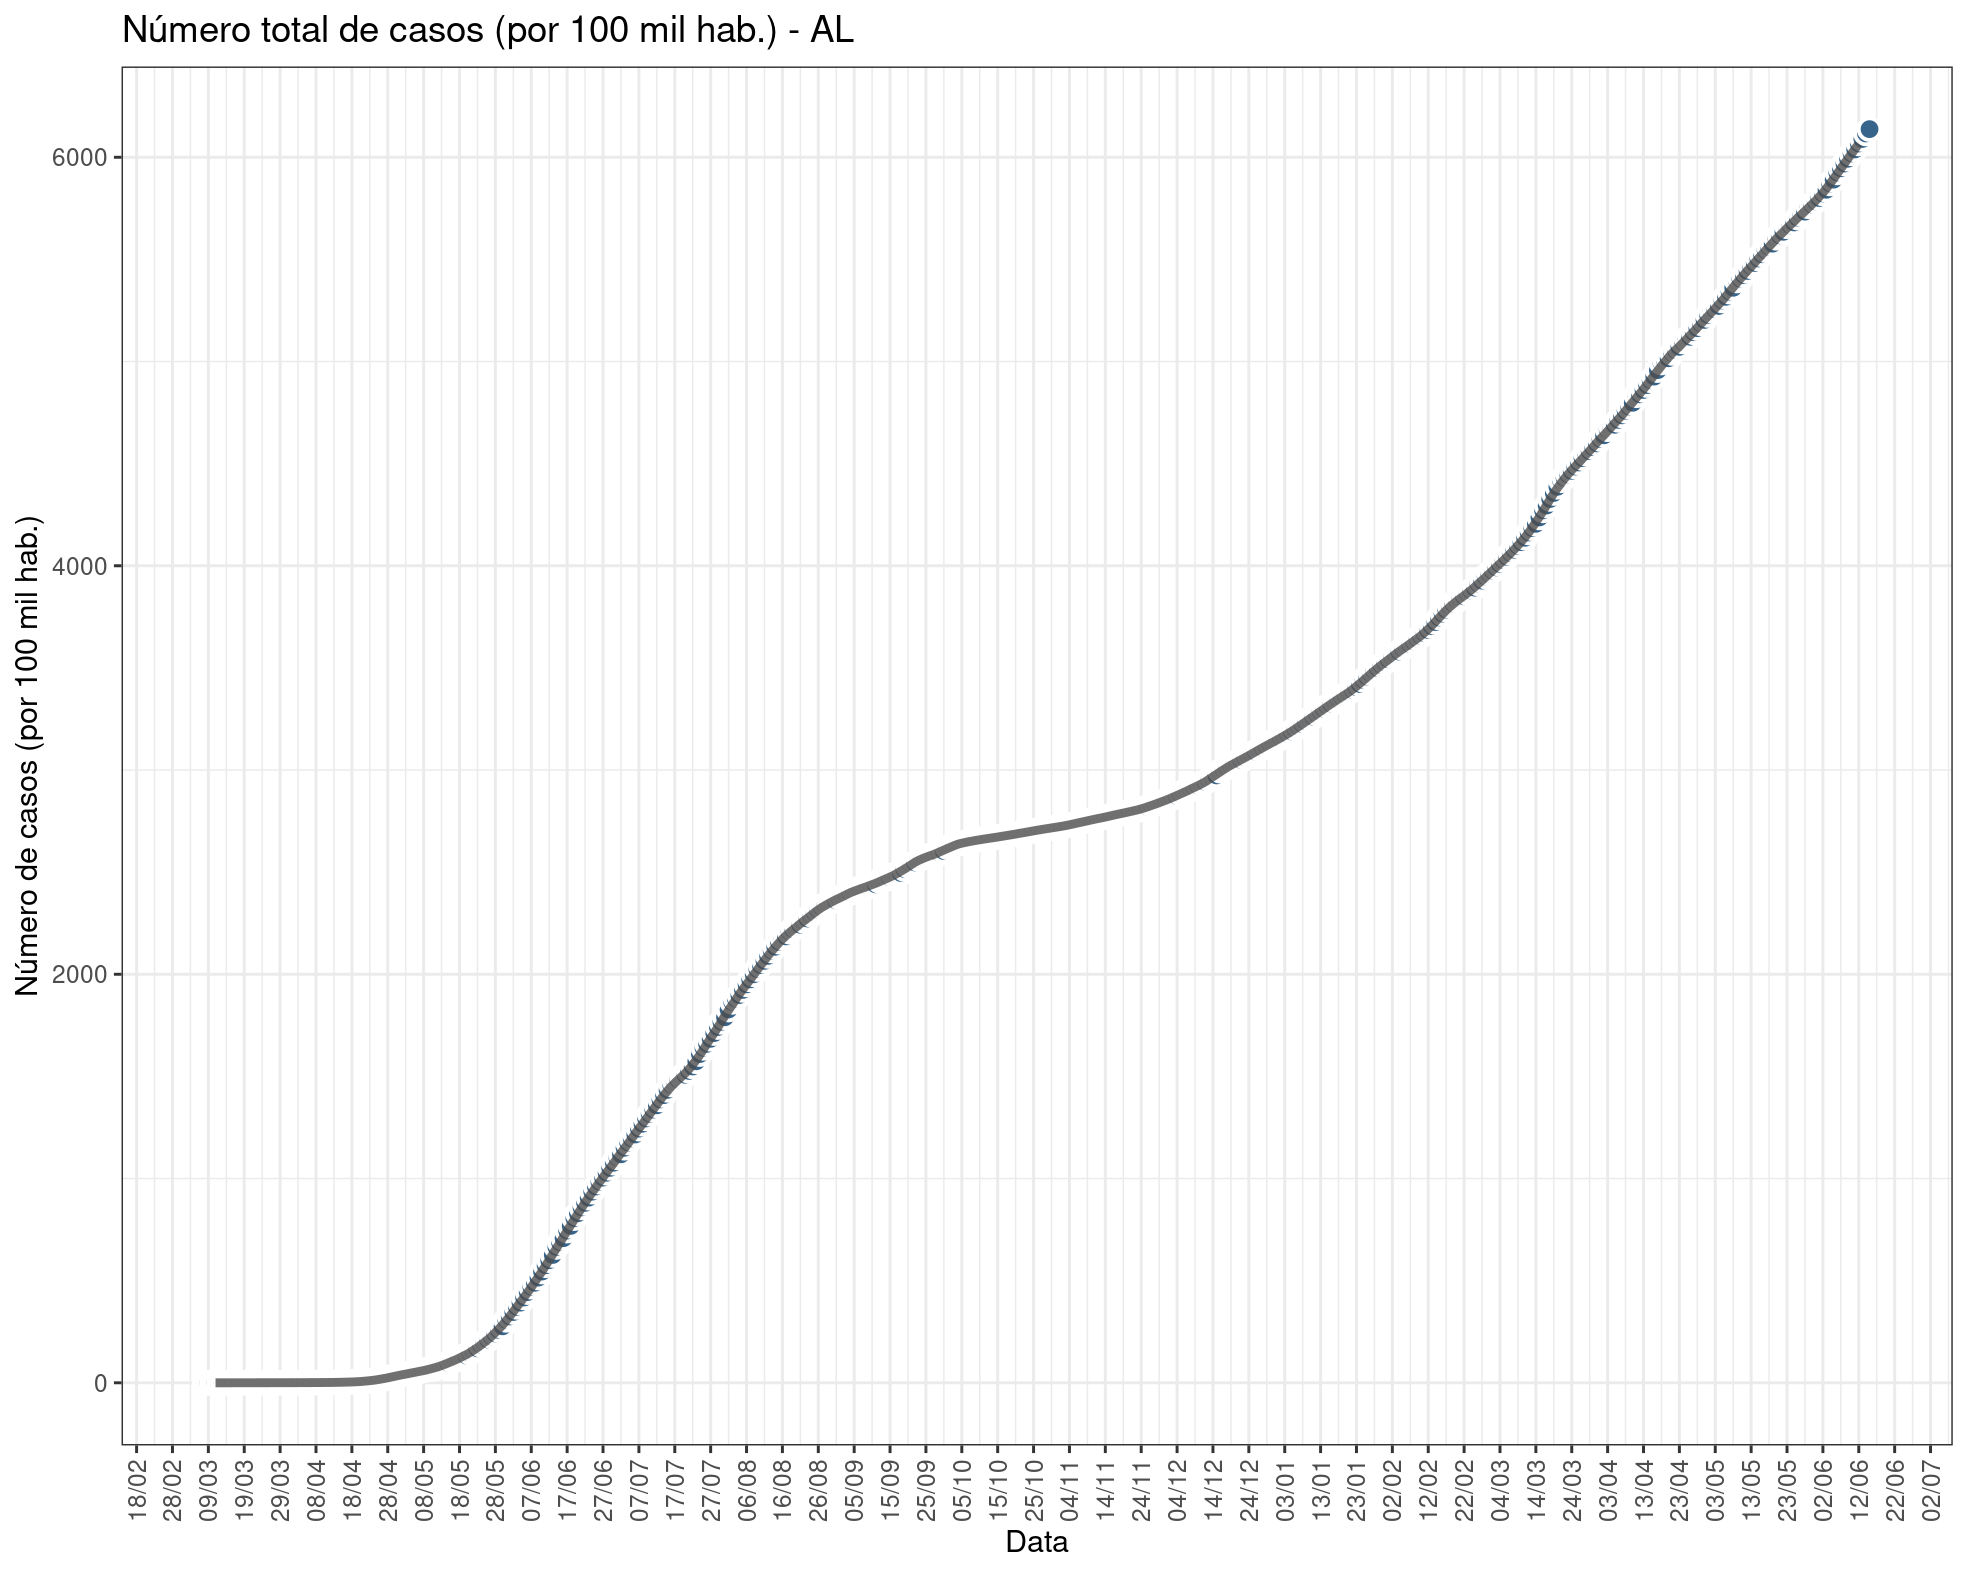 Número total de casos (por 100 mil hab.) - AL
Número de casos (por 100 mil hab.)
6000
4000
2000
0
18/02 28/02 09/03 19/03 29/03 08/04 18/04 28/04 08/05 18/05 28/05 07/06 17/06 27/06 07/07 17/07 27/07 06/08 16/08 26/08 05/09 15/09 25/09 05/10 15/10 25/10 04/11 14/11 24/11 04/12 14/12 24/12 03/01 13/01 23/01 02/02 12/02 22/02 04/03 14/03 24/03 03/04 13/04 23/04 03/05 13/05 23/05 02/06 12/06 22/06 02/07
Data